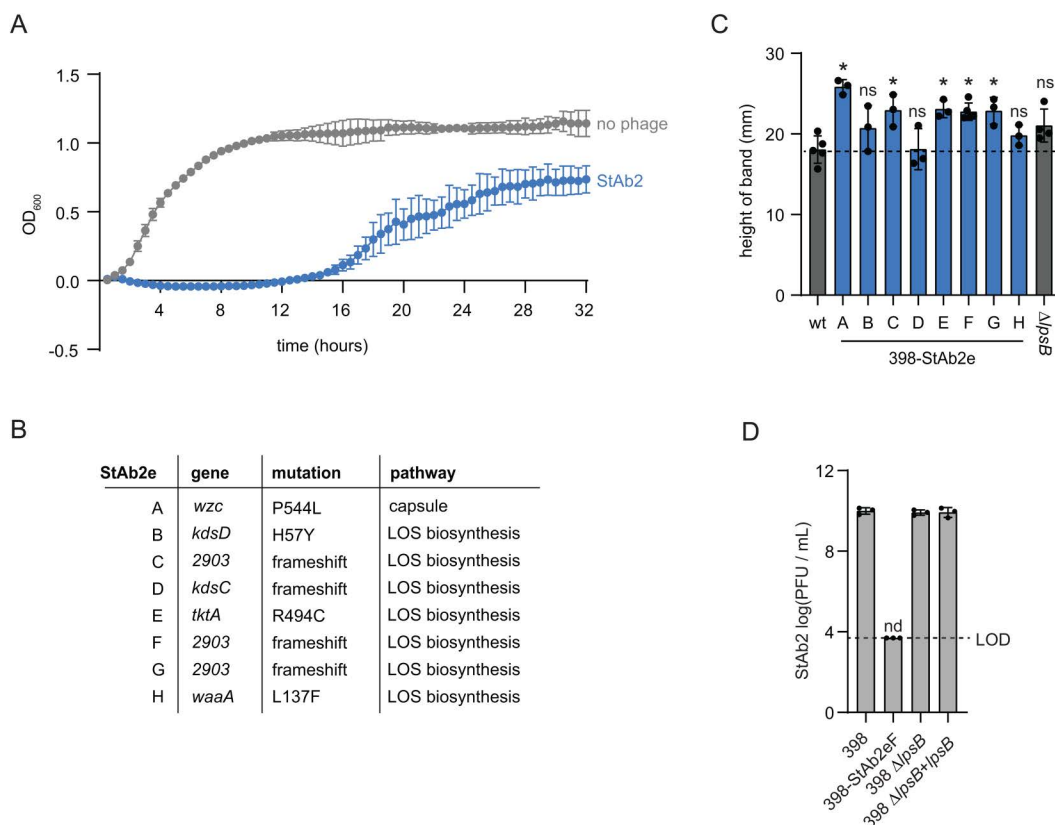 A
1.5
1.0
0.5
0.0
-0.5
OD600
4 8 12 16 20 24 28 32
time (hours)
no phage
StAb2
B
StAb2e gene mutation pathway
A wzc P544L capsule
B kdsD H57Y LOS biosynthesis
C 2903 frameshift LOS biosynthesis
D kdsC frameshift LOS biosynthesis
E tktA R494C LOS biosynthesis
F 2903 frameshift LOS biosynthesis
G 2903 frameshift LOS biosynthesis
H waaA L137F LOS biosynthesis
C
30
20
10
0
height of band (mm)
* ns * ns * * * ns ns
wt A B C D E F G H ΔlpsB
398-StAb2e
D
12
8
4
0
StAb2 log(PFU / mL)
nd
LOD
398
398-StAb2eF
398 ΔlpsB
398 ΔlpsB+lpsB